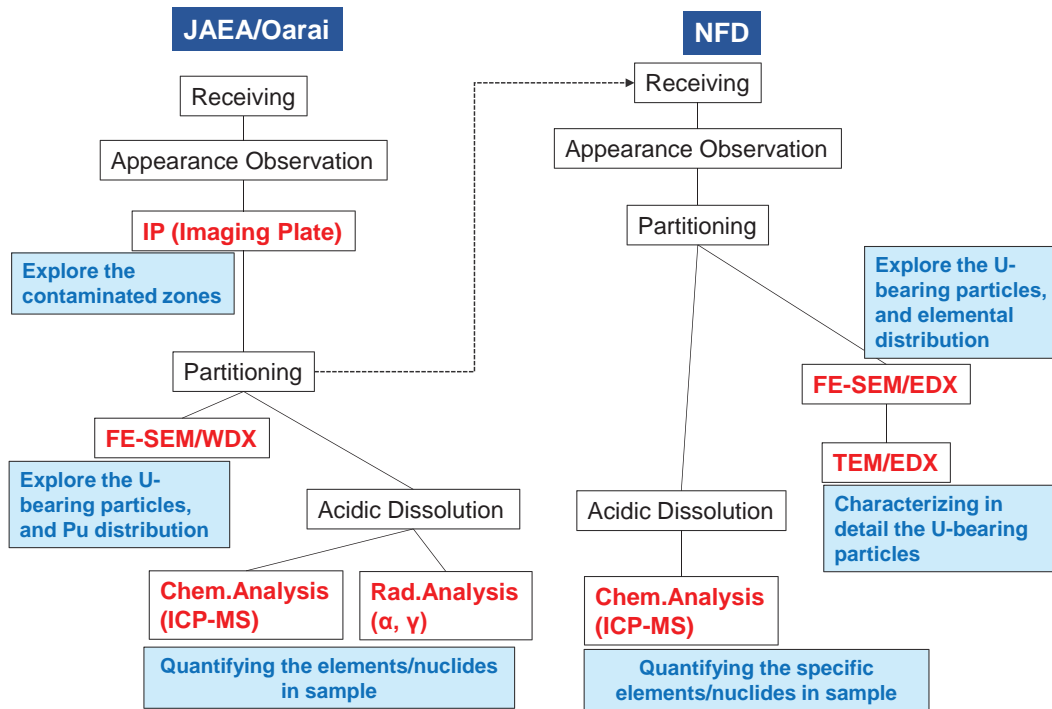 JAEA/Oarai
Receiving
Appearance Observation
IP (Imaging Plate)
Explore the
contaminated zones
Partitioning
FE-SEM/WDX
Explore the U-
bearing particles,
and Pu distribution
Acidic Dissolution
Chem.Analysis
(ICP-MS)
Rad.Analysis
(α, γ)
Quantifying the elements/nuclides
in sample
NFD
Receiving
Appearance Observation
Partitioning
Explore the U-
bearing particles,
and elemental
distribution
FE-SEM/EDX
TEM/EDX
Characterizing in
detail the U-bearing
particles
Acidic Dissolution
Chem.Analysis
(ICP-MS)
Quantifying the specific
elements/nuclides in sample